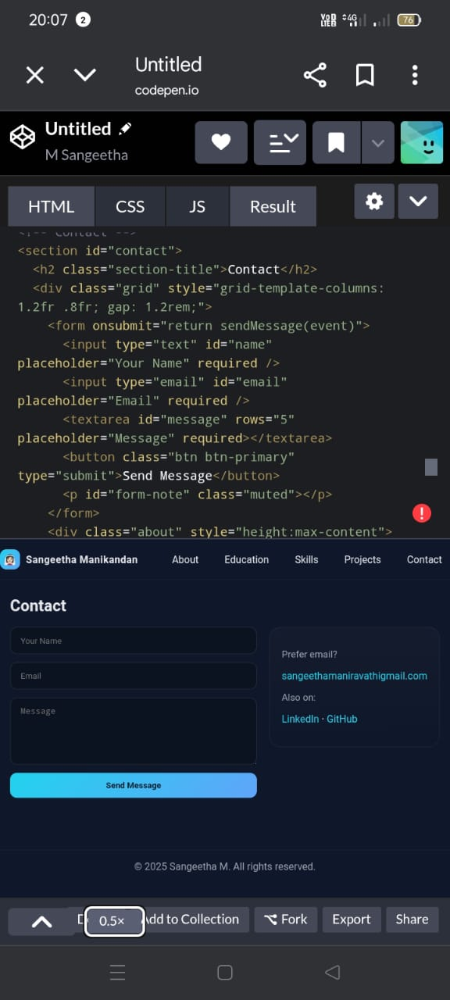 20:07 2 Vo D LTE 2 4G 76
Untitled
codepen.io
Untitled
M Sangeetha
HTML CSS JS Result
<!-- Contact -->
<section id="contact">
<h2 class="section-title">Contact</h2>
<div class="grid" style="grid-template-columns:
1.2fr .8fr; gap: 1.2rem;">
<form onsubmit="return sendMessage(event)">
<input type="text" id="name"
placeholder="Your Name" required />
<input type="email" id="email"
placeholder="Email" required />
<textarea id="message" rows="5"
placeholder="Message" required></textarea>
<button class="btn btn-primary"
type="submit">Send Message</button>
<p id="form-note" class="muted"></p>
</form>
<div class="about" style="height:max-content">
!
Sangeetha Manikandan About Education Skills Projects Contact
Contact
Your Name
Email
Message
Send Message
Prefer email?
sangeethamaniravathigmail.com
Also on:
LinkedIn · GitHub
© 2025 Sangeetha M. All rights reserved.
0.5× Add to Collection Fork Export Share